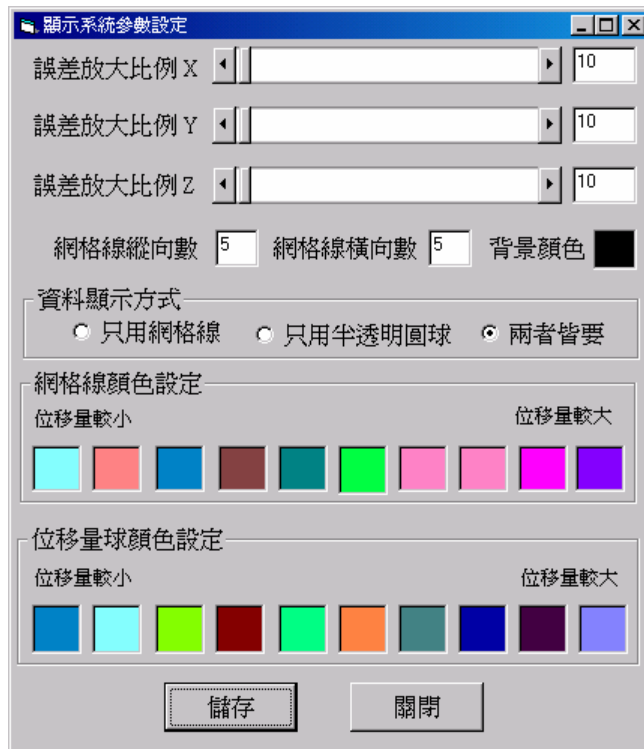 顯示系統參數設定
誤差放大比例 X 10
誤差放大比例 Y 10
誤差放大比例 Z 10
網格線縱向數 5 網格線橫向數 5 背景顏色
資料顯示方式
只用網格線 只用半透明圓球 兩者皆要
網格線顏色設定
位移量較小 位移量較大
位移量球顏色設定
位移量較小 位移量較大
儲存 關閉